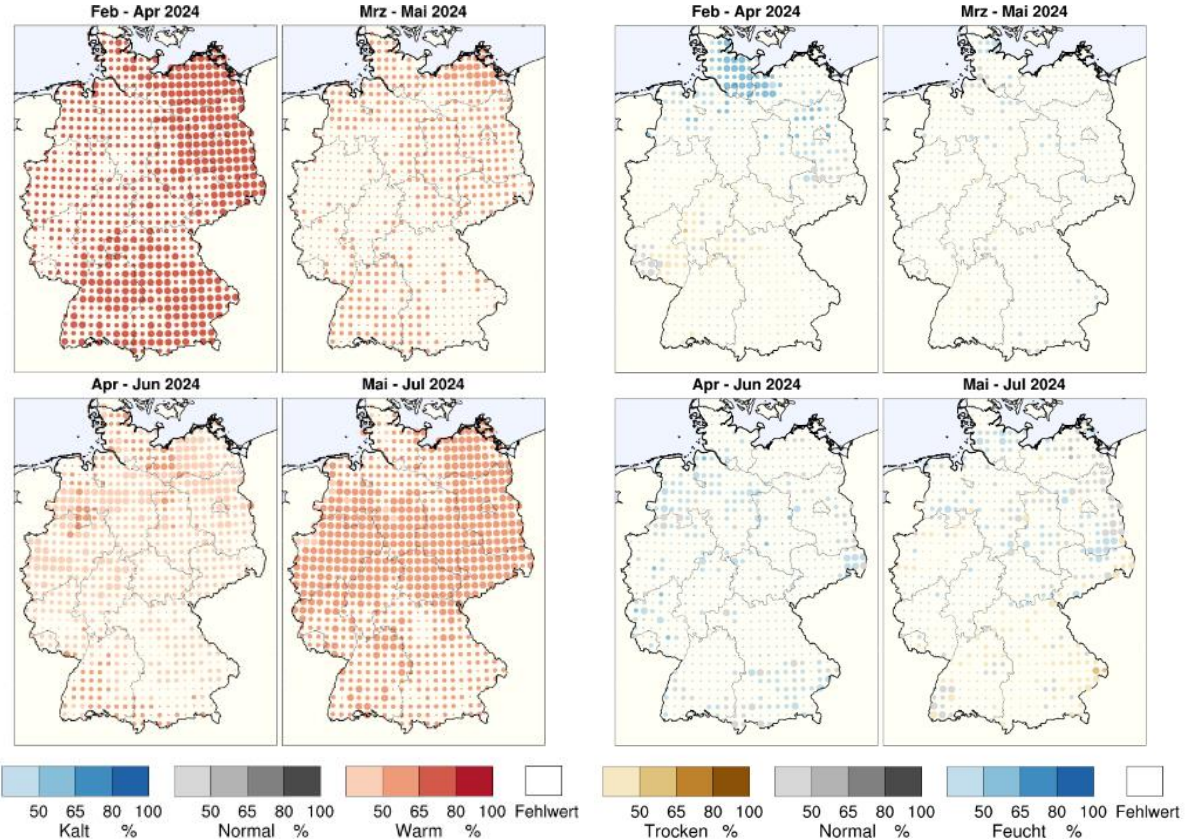 Feb - Apr 2024 Mrz - Mai 2024 Feb - Apr 2024 Mrz - Mai 2024
Apr - Jun 2024 Mai - Jul 2024 Apr - Jun 2024 Mai - Jul 2024
50 65 80 100 50 65 80 100 50 65 80 100 Fehlwert 50 65 80 100 50 65 80 100 50 65 80 100 Fehlwert
Kalt % Normal % Warm % Trocken % Normal % Feucht %